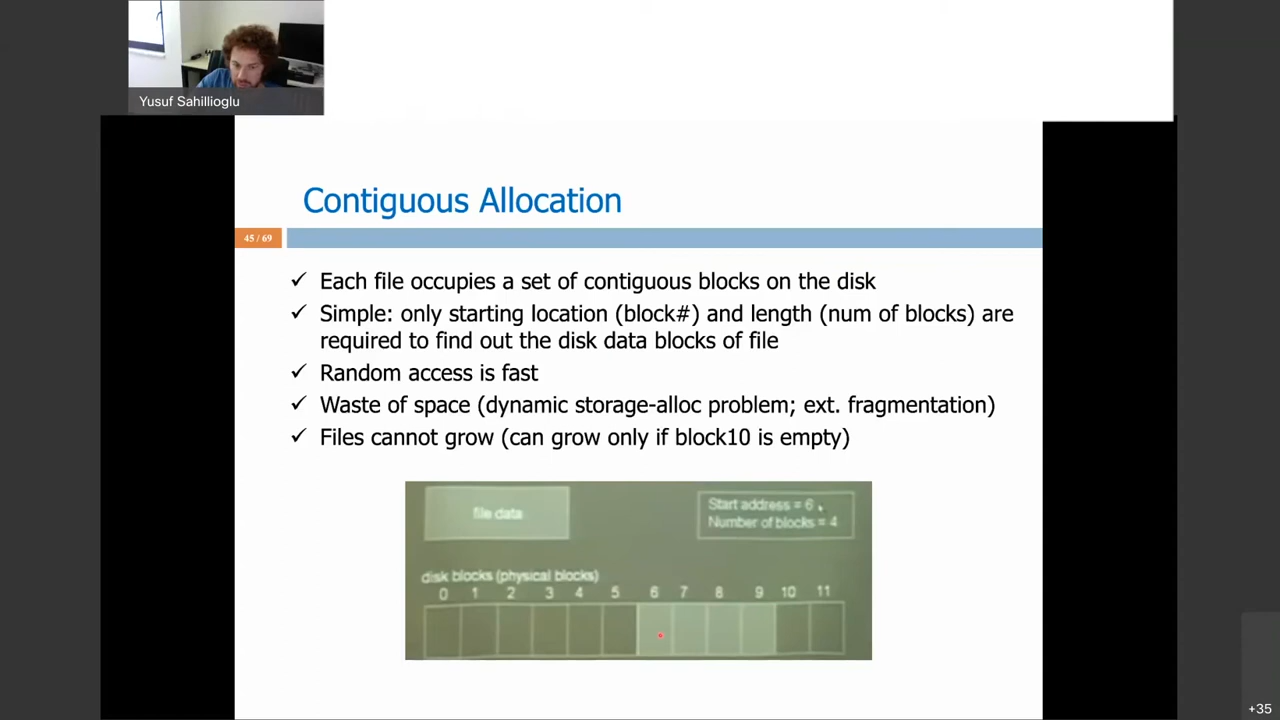 Yusuf Sahillioglu
Contiguous Allocation
45 / 69
✓ Each file occupies a set of contiguous blocks on the disk
✓ Simple: only starting location (block#) and length (num of blocks) are
required to find out the disk data blocks of file
✓ Random access is fast
✓ Waste of space (dynamic storage-alloc problem; ext. fragmentation)
✓ Files cannot grow (can grow only if block10 is empty)
file data
Start address = 6
Number of blocks = 4
disk blocks (physical blocks)
0 1 2 3 4 5 6 7 8 9 10 11
+35